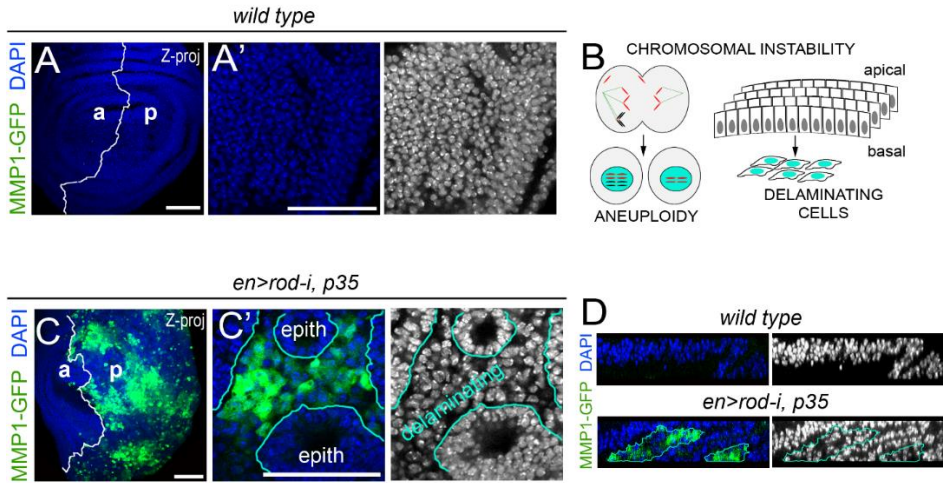 wild type
MMP1-GFP DAPI
A
Z-proj
a
p
A'
B
CHROMOSOMAL INSTABILITY
apical
basal
ANEUPLOIDY
DELAMINATING
CELLS
en>rod-i, p35
MMP1-GFP DAPI
C
Z-proj
a
p
C'
epith
epith
delaminating
D
wild type
MMP1-GFP DAPI
en>rod-i, p35